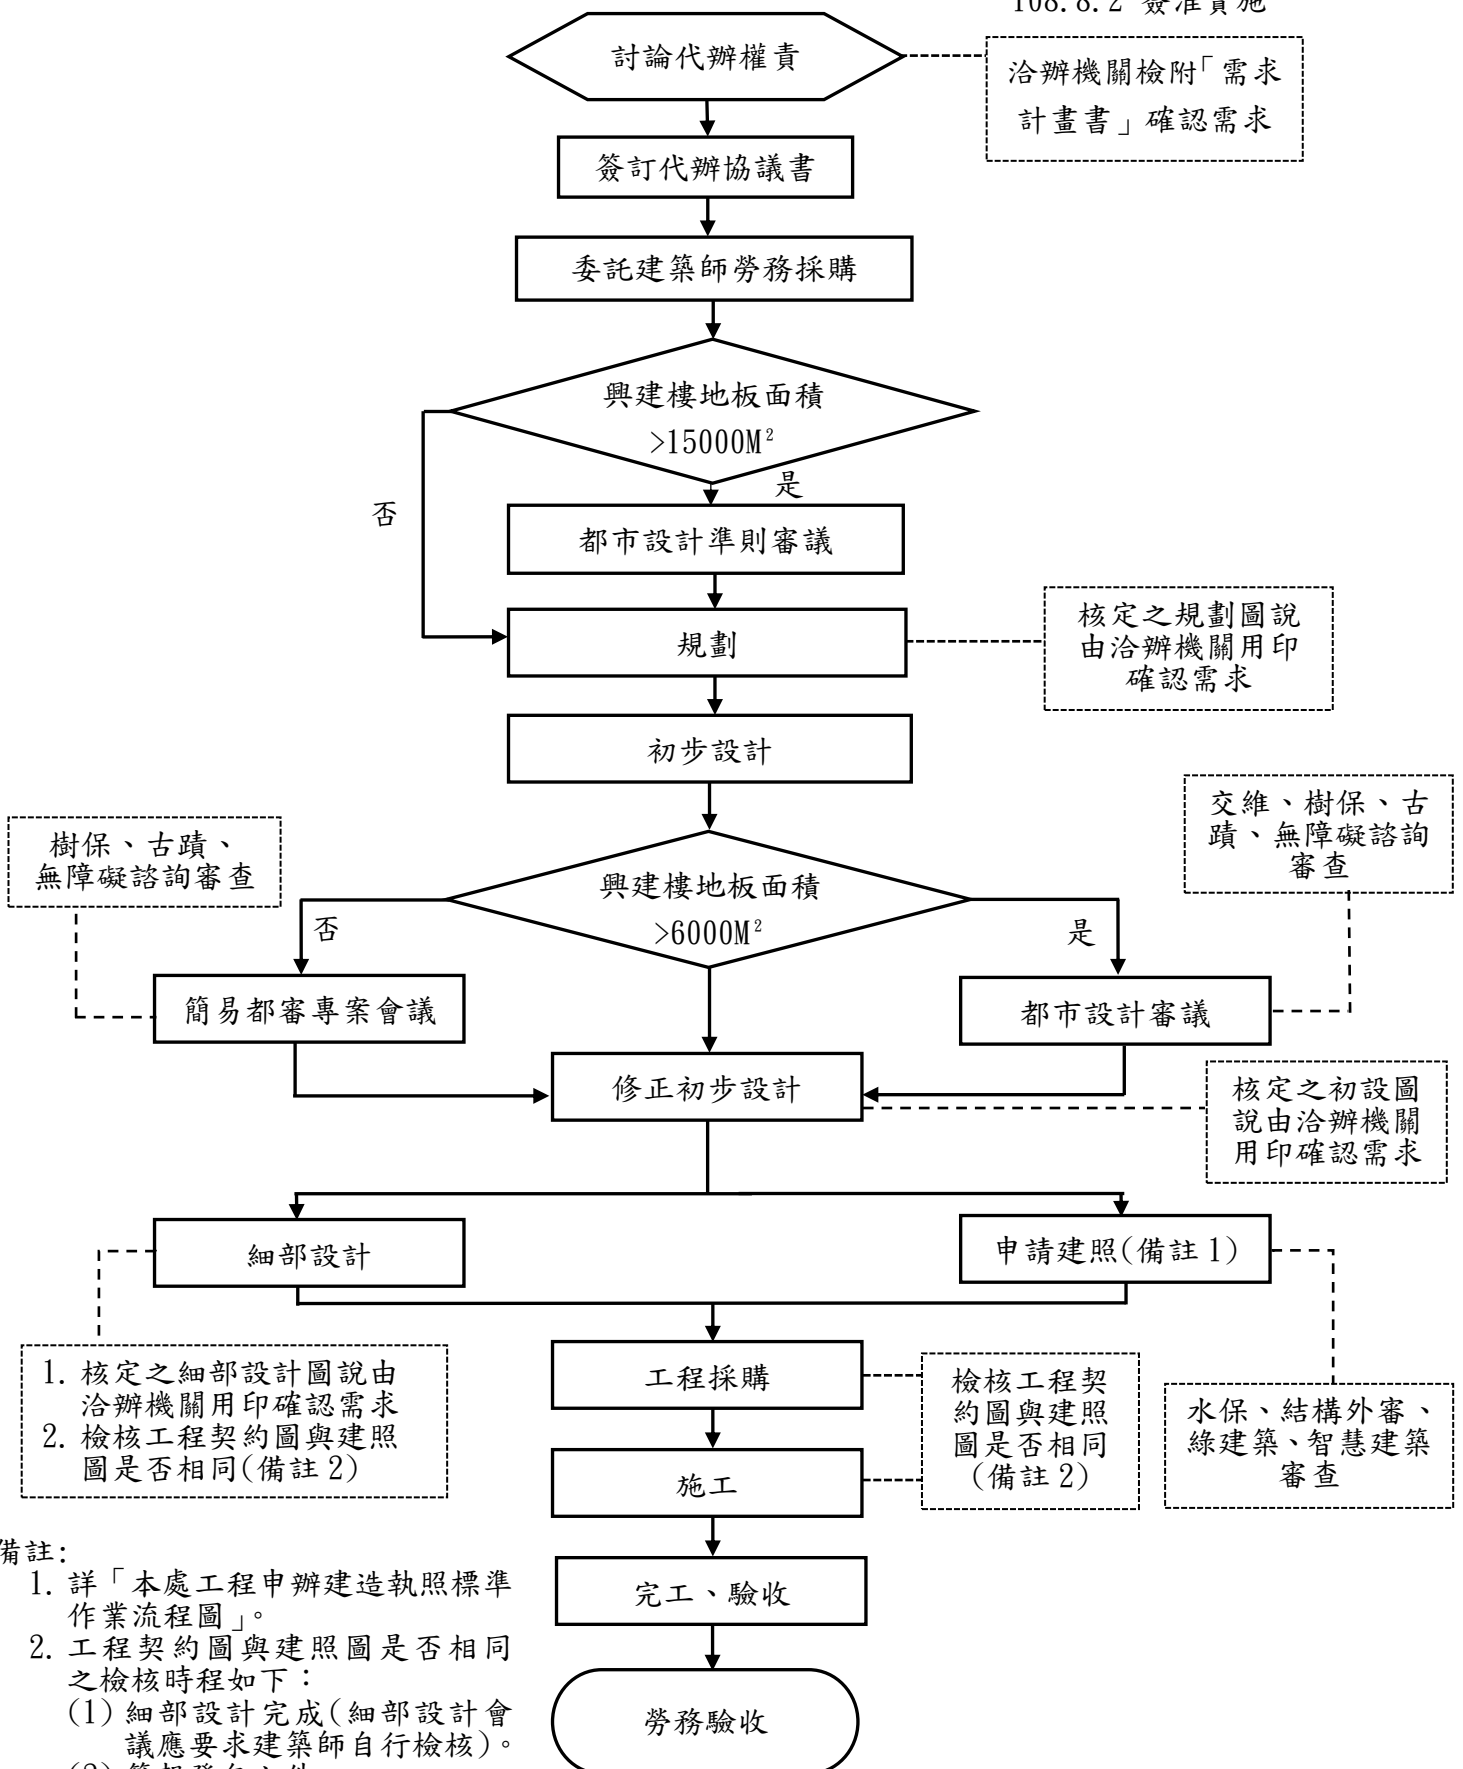 108.8.2 簽准實施
討論代辦權責
洽辦機關檢附「需求
計畫書」確認需求
簽訂代辦協議書
委託建築師勞務採購
興建樓地板面積
>15000M²
是
否
都市設計準則審議
規劃
核定之規劃圖說
由洽辦機關用印
確認需求
初步設計
交維、樹保、古
蹟、無障礙諮詢
審查
樹保、古蹟、
無障礙諮詢審查
興建樓地板面積
>6000M²
否
是
簡易都審專案會議
都市設計審議
修正初步設計
核定之初設圖
說由洽辦機關
用印確認需求
細部設計
申請建照(備註1)
1. 核定之細部設計圖說由
洽辦機關用印確認需求
2. 檢核工程契約圖與建照
圖是否相同(備註2)
工程採購
檢核工程契
約圖與建照
圖是否相同
(備註2)
水保、結構外審、
綠建築、智慧建築
審查
施工
完工、驗收
勞務驗收
備註:
1. 詳「本處工程申辦建造執照標準
作業流程圖」。
2. 工程契約圖與建照圖是否相同
之檢核時程如下：
(1) 細部設計完成(細部設計會
議應要求建築師自行檢核)。